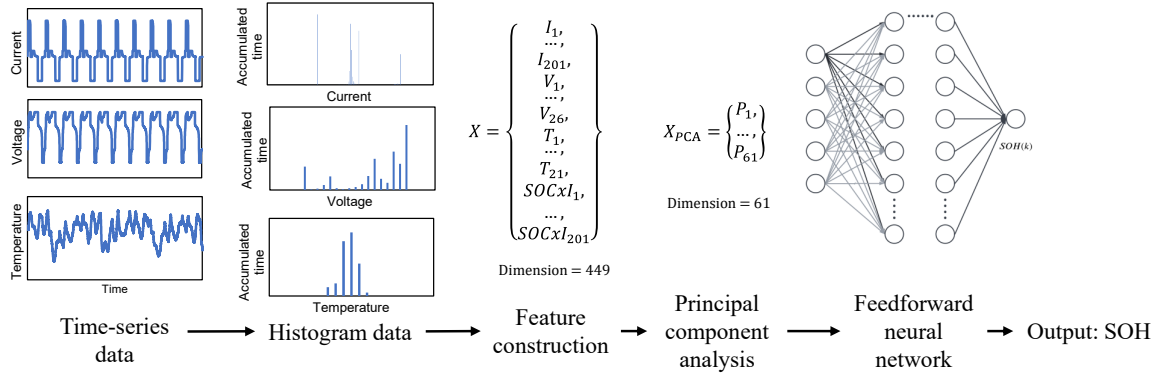 Current
Voltage
Temperature
Time
Accumulated
time
Current
Accumulated
time
Voltage
Accumulated
time
Temperature
X =
I₁,
…,
I₂₀₁,
V₁,
…,
V₂₆,
T₁,
…,
T₂₁,
SOCxI₁,
…,
SOCxI₂₀₁
Dimension = 449
X_PCA =
P₁,
…,
P₆₁
Dimension = 61
SOH(k)
Time-series
data
Histogram data
Feature
construction
Principal
component
analysis
Feedforward
neural
network
Output: SOH